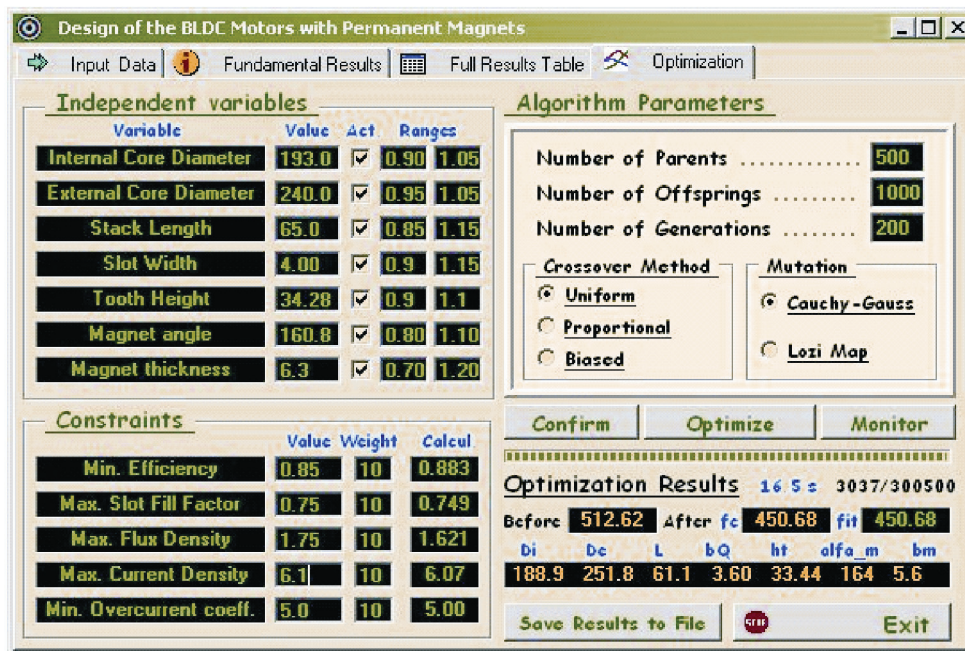 Design of the BLDC Motors with Permanent Magnets
Input Data Fundamental Results Full Results Table Optimization
Independent variables
Variable Value Act Ranges
Internal Core Diameter 193.0 0.90 1.05
External Core Diameter 240.0 0.95 1.05
Stack Length 65.0 0.85 1.15
Slot Width 4.00 0.9 1.15
Tooth Height 34.28 0.9 1.1
Magnet angle 160.8 0.80 1.10
Magnet thickness 6.3 0.70 1.20
Constraints
Value Weight Calcul
Min. Efficiency 0.85 10 0.883
Max. Slot Fill Factor 0.75 10 0.749
Max. Flux Density 1.75 10 1.621
Max. Current Density 6.1 10 6.07
Min. Overcurrent coeff. 5.0 10 5.00
Algorithm Parameters
Number of Parents .............. 500
Number of Offsprings ......... 1000
Number of Generations ........ 200
Crossover Method
Uniform
Proportional
Biased
Mutation
Cauchy-Gauss
Lozi Map
Confirm Optimize Monitor
Optimization Results 16 5 s 3037/300500
Before 512.62 After fc 450.68 fit 450.68
Di De L bQ ht alfa_m bm
188.9 251.8 61.1 3.60 33.44 164 5.6
Save Results to File STOP Exit